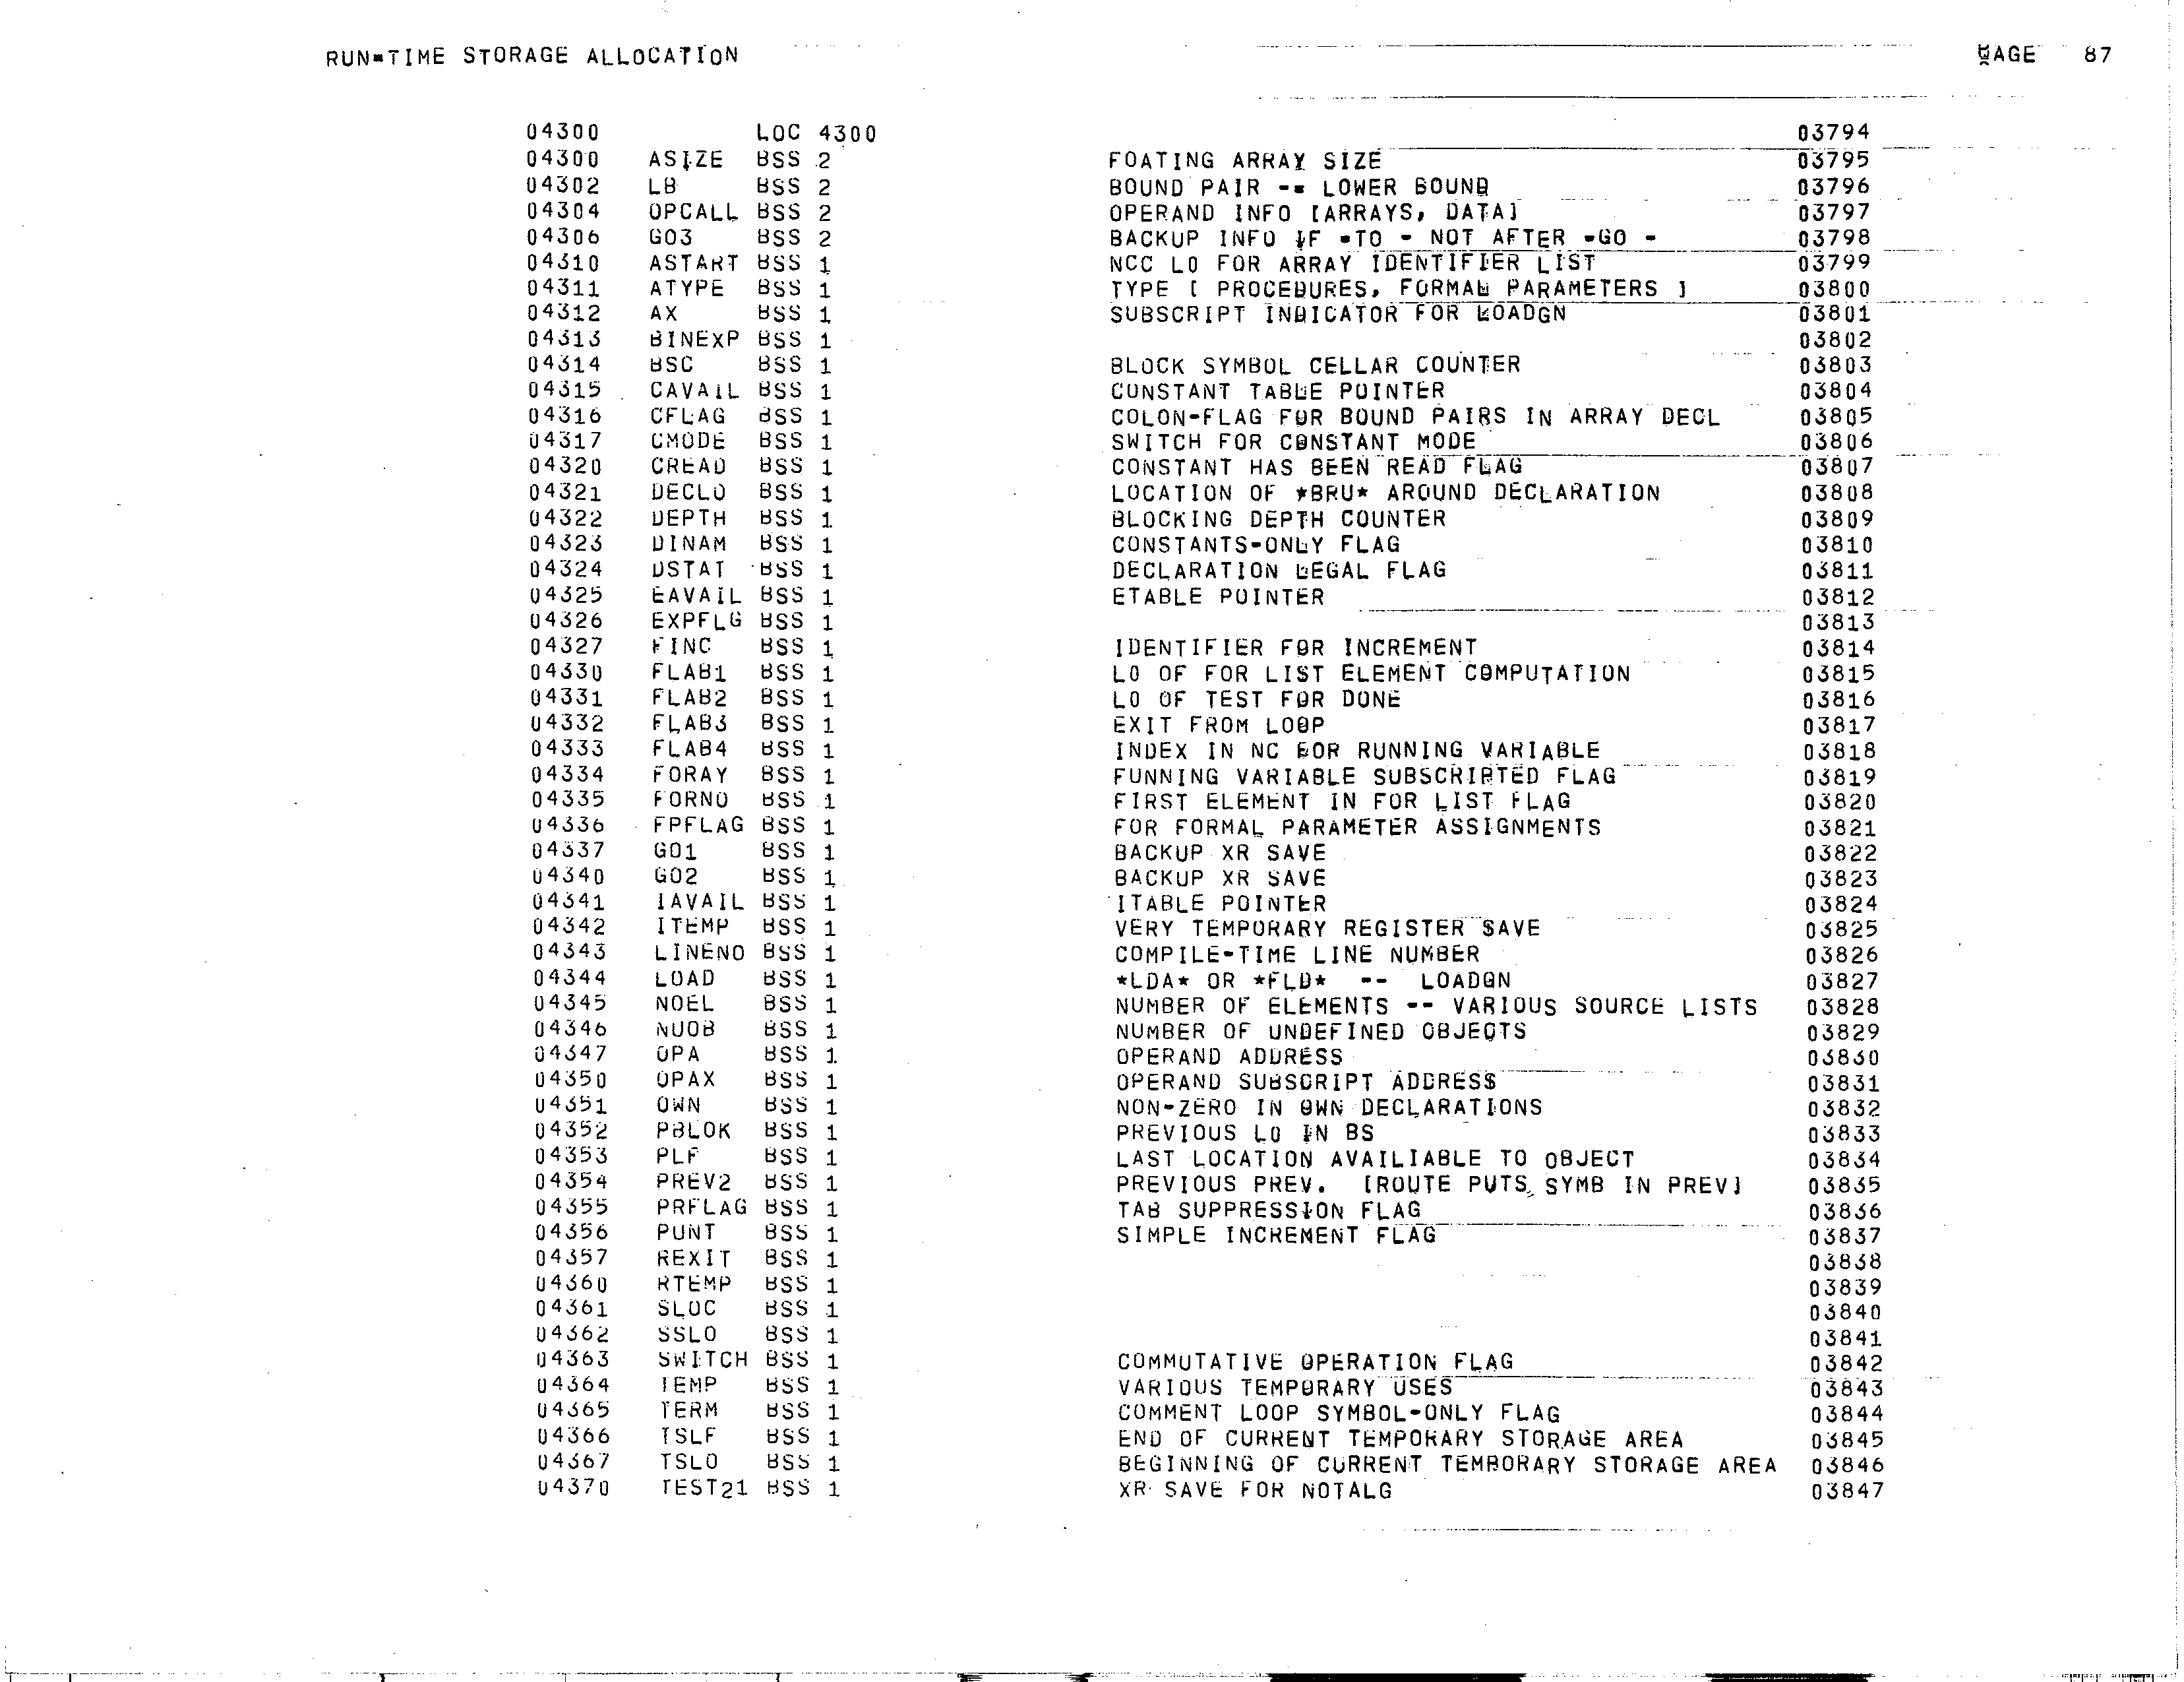 RUN-TIME STORAGE ALLOCATION PAGE 87
04300 LOC 4300 03794
04300 ASIZE BSS 2 FOATING ARRAY SIZE 03795
04302 LB BSS 2 BOUND PAIR -- LOWER BOUND 03796
04304 OPCALL BSS 2 OPERAND INFO [ARRAYS, DATA] 03797
04306 GO3 BSS 2 BACKUP INFO IF -TO - NOT AFTER -GO - 03798
04310 ASTART BSS 1 NCC LO FOR ARRAY IDENTIFIER LIST 03799
04311 ATYPE BSS 1 TYPE [ PROCEDURES, FORMAL PARAMETERS ] 03800
04312 AX BSS 1 SUBSCRIPT INDICATOR FOR LOADGN 03801
04313 BINEXP BSS 1 03802
04314 BSC BSS 1 BLOCK SYMBOL CELLAR COUNTER 03803
04315 CAVAIL BSS 1 CONSTANT TABLE POINTER 03804
04316 CFLAG BSS 1 COLON-FLAG FOR BOUND PAIRS IN ARRAY DECL 03805
04317 CMODE BSS 1 SWITCH FOR CONSTANT MODE 03806
04320 CREAD BSS 1 CONSTANT HAS BEEN READ FLAG 03807
04321 DECLO BSS 1 LOCATION OF *BRU* AROUND DECLARATION 03808
04322 DEPTH BSS 1 BLOCKING DEPTH COUNTER 03809
04323 DINAM BSS 1 CONSTANTS-ONLY FLAG 03810
04324 DSTAT BSS 1 DECLARATION LEGAL FLAG 03811
04325 EAVAIL BSS 1 ETABLE POINTER 03812
04326 EXPFLG BSS 1 03813
04327 FINC BSS 1 IDENTIFIER FOR INCREMENT 03814
04330 FLAB1 BSS 1 LO OF FOR LIST ELEMENT COMPUTATION 03815
04331 FLAB2 BSS 1 LO OF TEST FOR DONE 03816
04332 FLAB3 BSS 1 EXIT FROM LOOP 03817
04333 FLAB4 BSS 1 INDEX IN NC FOR RUNNING VARIABLE 03818
04334 FORAY BSS 1 FUNNING VARIABLE SUBSCRIPTED FLAG 03819
04335 FORNO BSS 1 FIRST ELEMENT IN FOR LIST FLAG 03820
04336 FPFLAG BSS 1 FOR FORMAL PARAMETER ASSIGNMENTS 03821
04337 GO1 BSS 1 BACKUP XR SAVE 03822
04340 GO2 BSS 1 BACKUP XR SAVE 03823
04341 IAVAIL BSS 1 ITABLE POINTER 03824
04342 ITEMP BSS 1 VERY TEMPORARY REGISTER SAVE 03825
04343 LINENO BSS 1 COMPILE-TIME LINE NUMBER 03826
04344 LOAD BSS 1 *LDA* OR *FLD* -- LOADGN 03827
04345 NOEL BSS 1 NUMBER OF ELEMENTS -- VARIOUS SOURCE LISTS 03828
04346 NUOB BSS 1 NUMBER OF UNDEFINED OBJECTS 03829
04347 OPA BSS 1 OPERAND ADDRESS 03830
04350 OPAX BSS 1 OPERAND SUBSCRIPT ADDRESS 03831
04351 OWN BSS 1 NON-ZERO IN OWN DECLARATIONS 03832
04352 PBLOK BSS 1 PREVIOUS LO IN BS 03833
04353 PLF BSS 1 LAST LOCATION AVAILIABLE TO OBJECT 03834
04354 PREV2 BSS 1 PREVIOUS PREV. [ROUTE PUTS SYMB IN PREV] 03835
04355 PRFLAG BSS 1 TAB SUPPRESSION FLAG 03836
04356 PUNT BSS 1 SIMPLE INCREMENT FLAG 03837
04357 REXIT BSS 1 03838
04360 RTEMP BSS 1 03839
04361 SLOC BSS 1 03840
04362 SSLO BSS 1 03841
04363 SWITCH BSS 1 COMMUTATIVE OPERATION FLAG 03842
04364 TEMP BSS 1 VARIOUS TEMPORARY USES 03843
04365 TERM BSS 1 COMMENT LOOP SYMBOL-ONLY FLAG 03844
04366 TSLF BSS 1 END OF CURRENT TEMPORARY STORAGE AREA 03845
04367 TSLO BSS 1 BEGINNING OF CURRENT TEMPORARY STORAGE AREA 03846
04370 TEST21 BSS 1 XR SAVE FOR NOTALG 03847